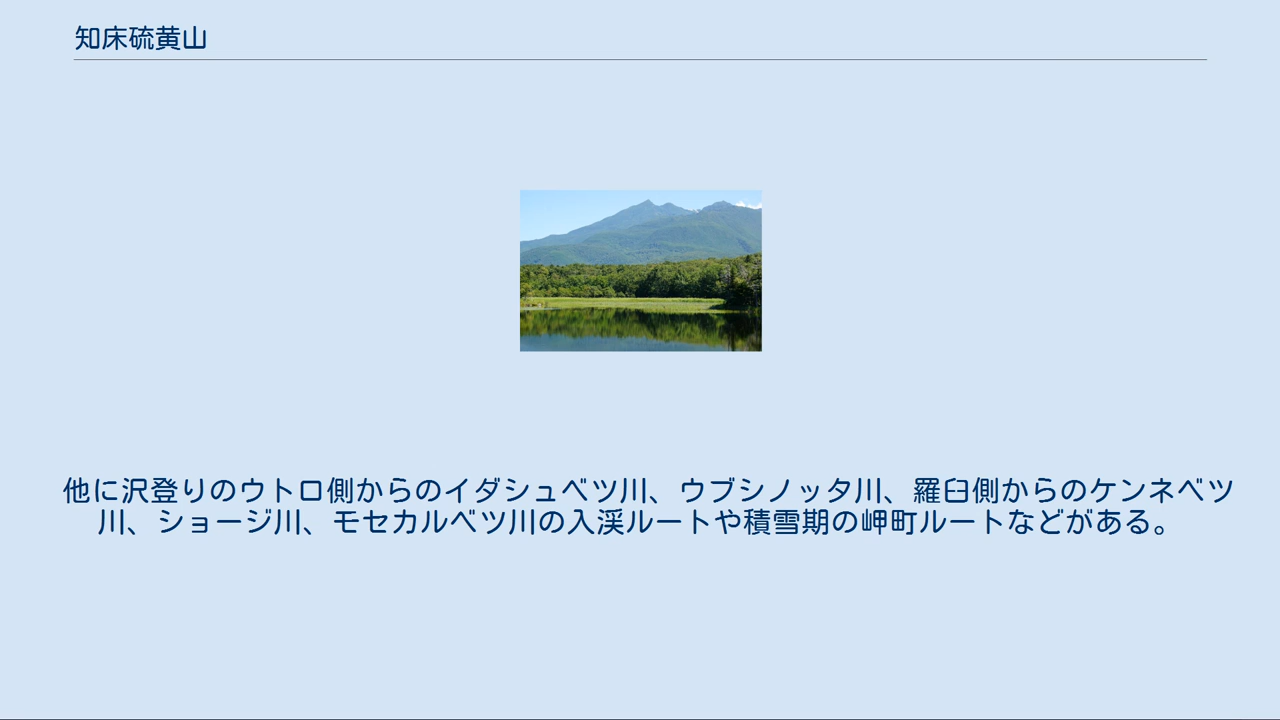 知床硫黄山
他に沢登りのウトロ側からのイダシュベツ川、ウブシノッタ川、羅臼側からのケンネベツ
川、ショージ川、モセカルベツ川の入渓ルートや積雪期の岬町ルートなどがある。